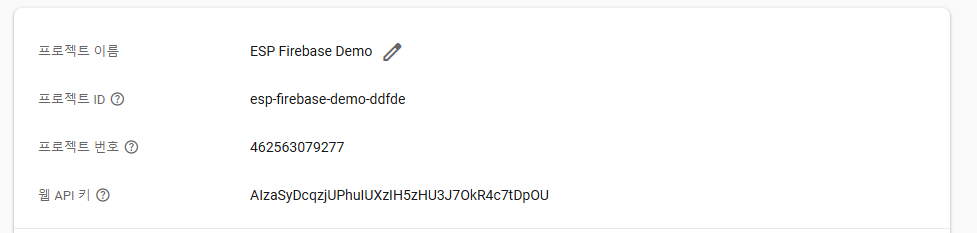 프로젝트 이름 ESP Firebase Demo
프로젝트 ID esp-firebase-demo-ddfde
프로젝트 번호 462563079277
웹 API 키 AIzaSyDcqzjUPhuIUXzIH5zHU3J7OkR4c7tDpOU